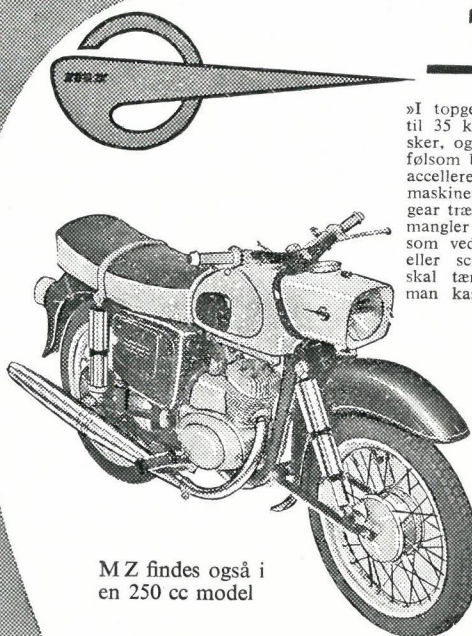 »I topge
til 35 k
sker, og
følsom b
accellere
maskine
gear træ
mangler
som ved
eller sc
skal tær
man ka
M Z findes også i
en 250 cc model